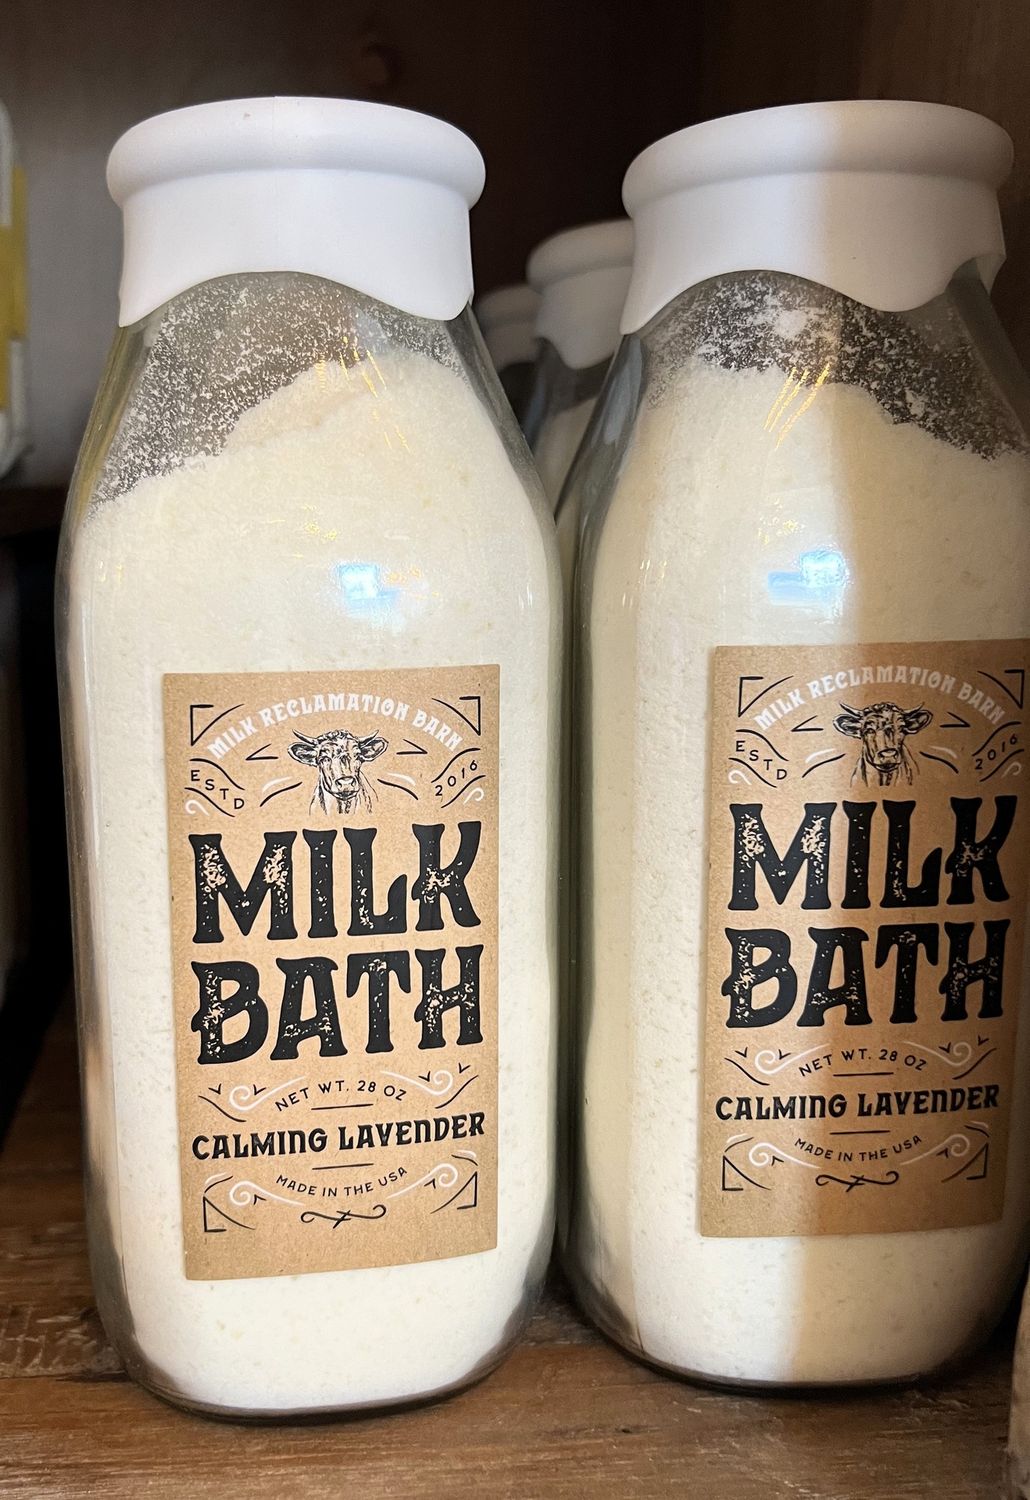 MILK RECLAMATION BARN
ESTD 2016
MILK
BATH
NET WT. 28 OZ
CALMING LAVENDER
MADE IN THE USA
MILK RECLAMATION BARN
ESTD 2016
MILK
BATH
NET WT. 28 OZ
CALMING LAVENDER
MADE IN THE USA